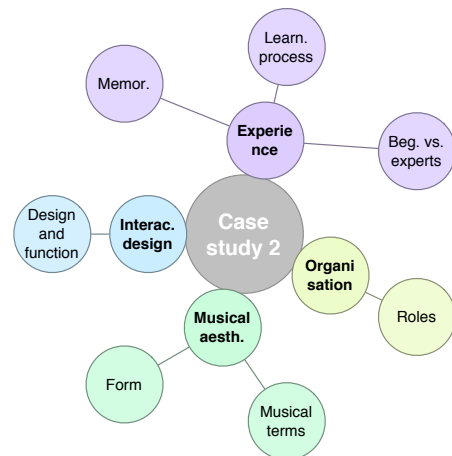 Learn.
process
Memor.
Experie
nce
Beg. vs.
experts
Design
and
function
Interac.
design
Case
study 2
Organi
sation
Roles
Musical
aesth.
Form
Musical
terms